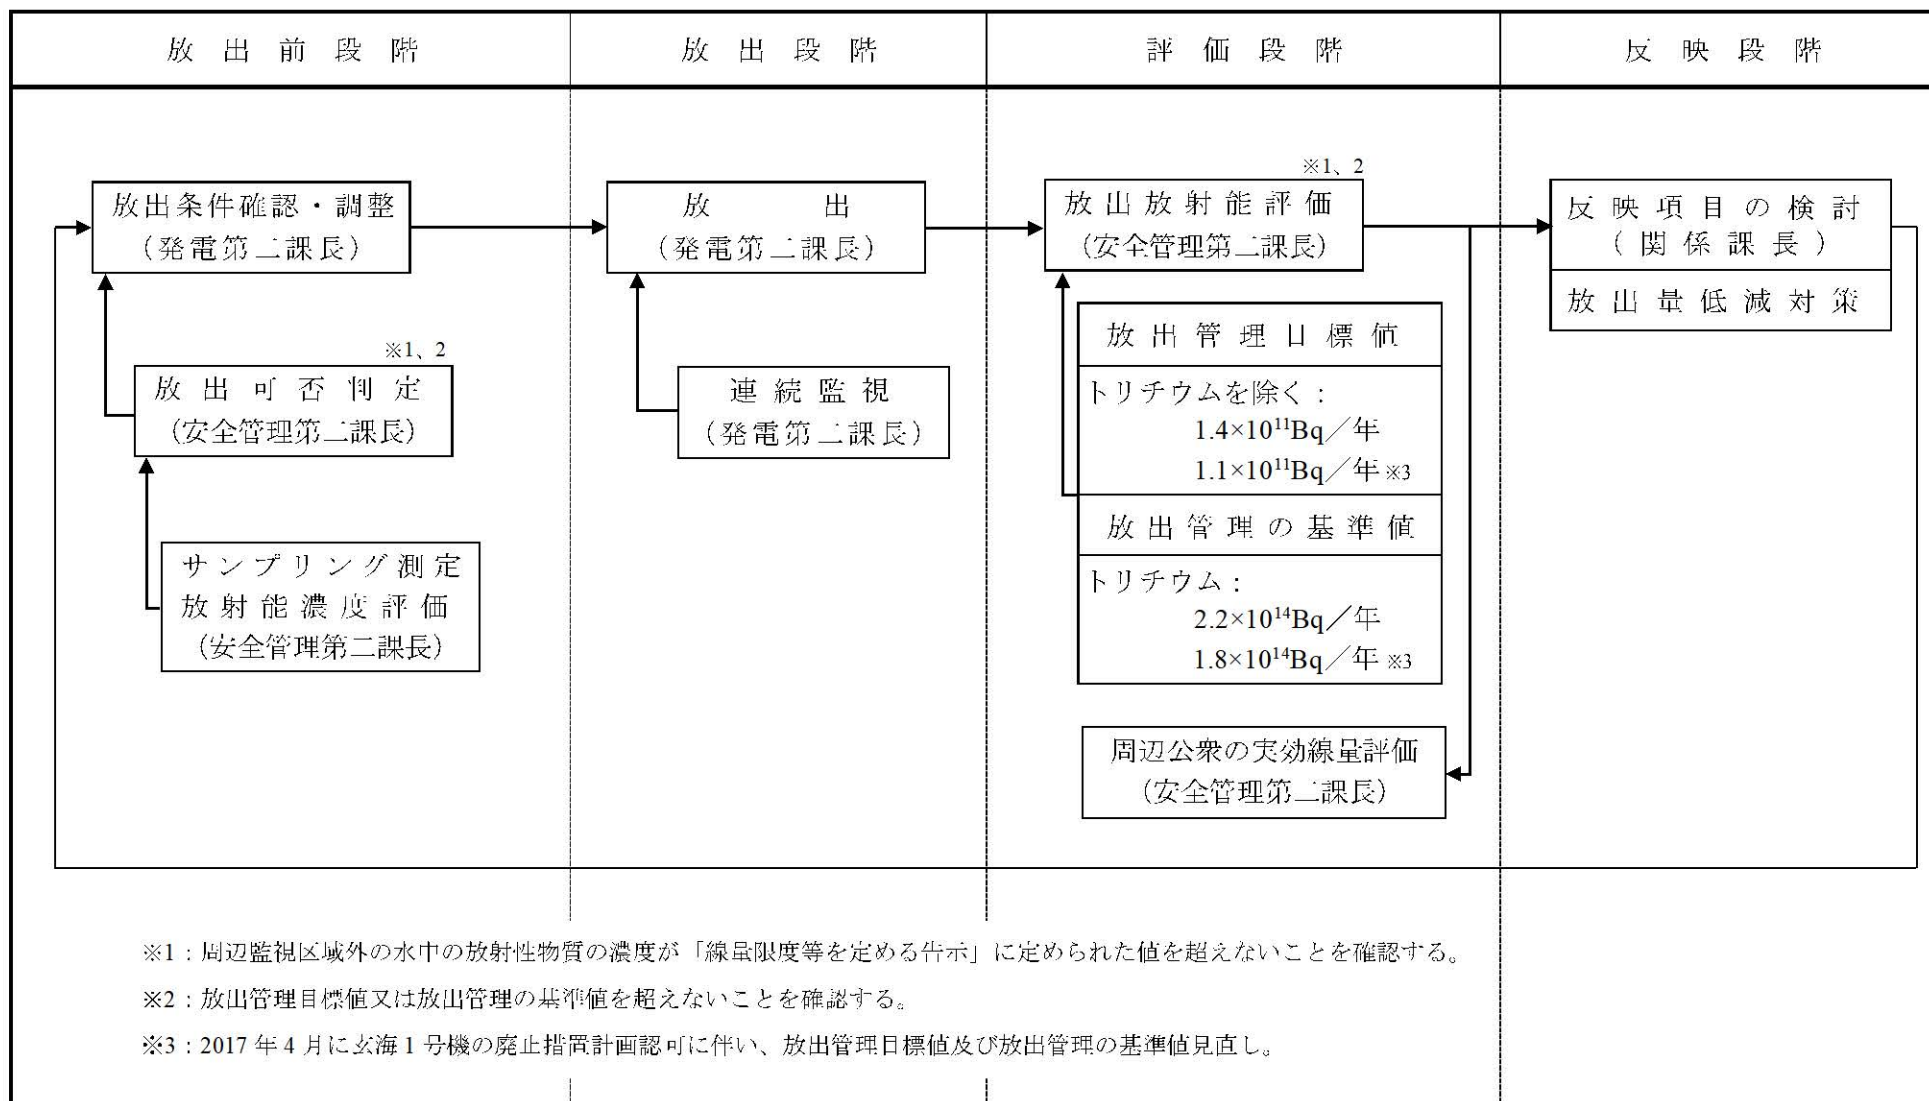 放出前段階
放出段階
評価段階
反映段階
放出条件確認・調整
（発電第二課長）
※1、2
放出可否判定
（安全管理第二課長）
サンプリング測定
放射能濃度評価
（安全管理第二課長）
放出
（発電第二課長）
連続監視
（発電第二課長）
※1、2
放出放射能評価
（安全管理第二課長）
放出管理目標値
トリチウムを除く：
1.4×10¹¹Bq／年
1.1×10¹¹Bq／年※3
放出管理の基準値
トリチウム：
2.2×10¹⁴Bq／年
1.8×10¹⁴Bq／年※3
周辺公衆の実効線量評価
（安全管理第二課長）
反映項目の検討
（関係課長）
放出量低減対策
※1：周辺監視区域外の水中の放射性物質の濃度が「線量限度等を定める告示」に定められた値を超えないことを確認する。
※2：放出管理目標値又は放出管理の基準値を超えないことを確認する。
※3：2017年4月に玄海1号機の廃止措置計画認可に伴い、放出管理目標値及び放出管理の基準値見直し。